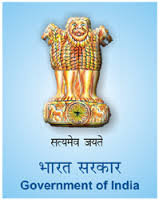 सत्यमेव जयते
भारत सरकार
Government of India